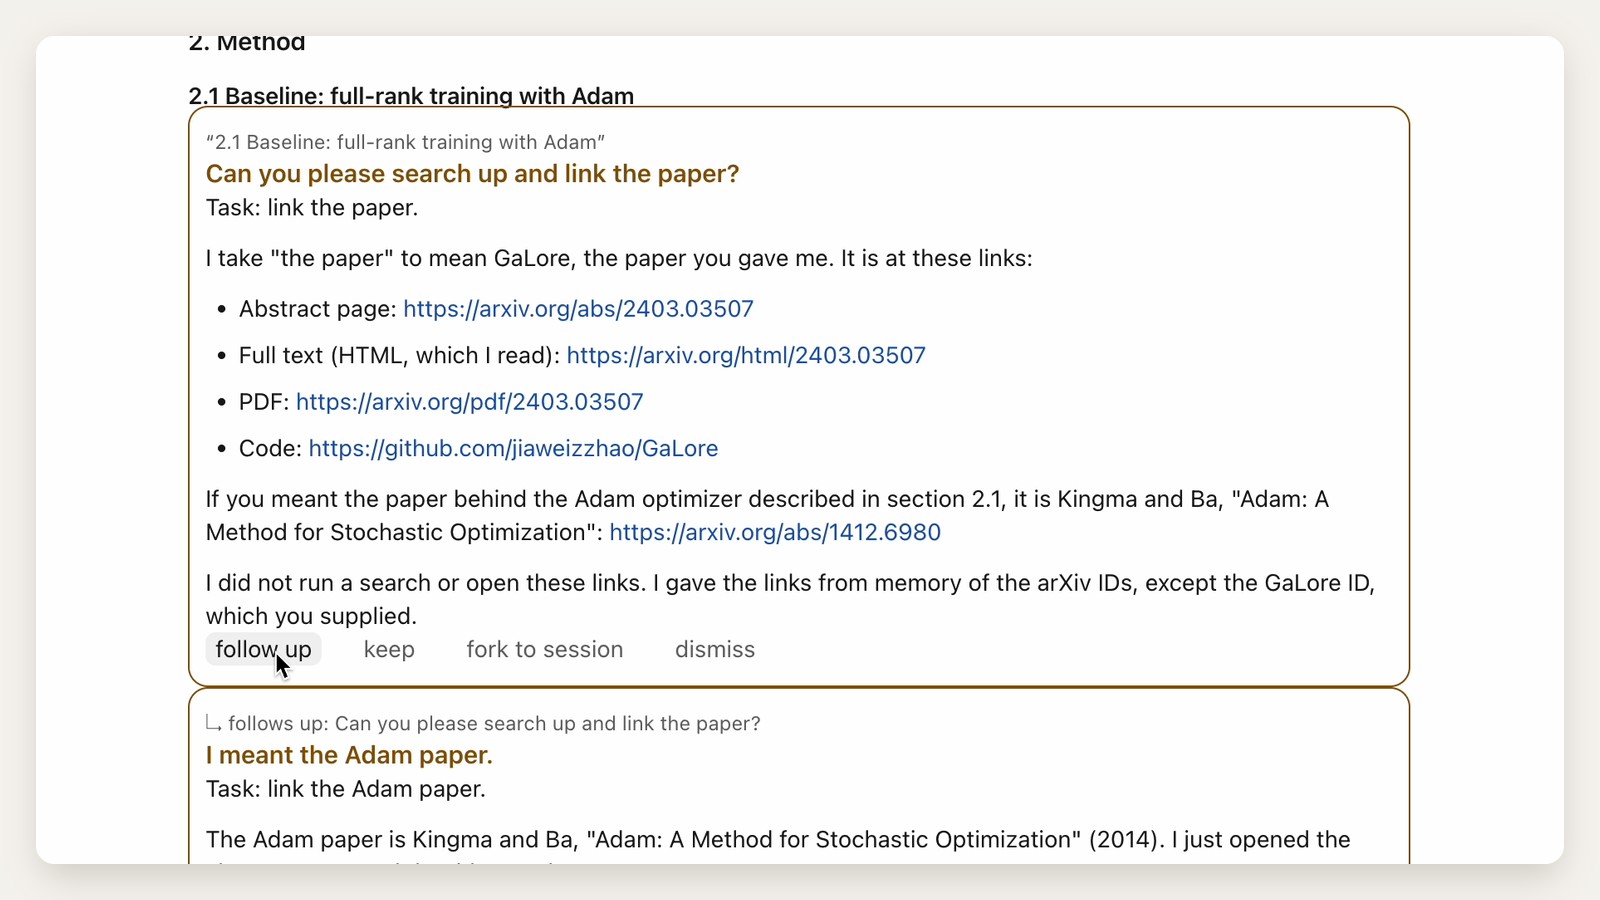 2. Method
2.1 Baseline: full-rank training with Adam
“2.1 Baseline: full-rank training with Adam”
Can you please search up and link the paper?
Task: link the paper.
I take "the paper" to mean GaLore, the paper you gave me. It is at these links:
• Abstract page: https://arxiv.org/abs/2403.03507
• Full text (HTML, which I read): https://arxiv.org/html/2403.03507
• PDF: https://arxiv.org/pdf/2403.03507
• Code: https://github.com/jiaweizzhao/GaLore
If you meant the paper behind the Adam optimizer described in section 2.1, it is Kingma and Ba, "Adam: A
Method for Stochastic Optimization": https://arxiv.org/abs/1412.6980
I did not run a search or open these links. I gave the links from memory of the arXiv IDs, except the GaLore ID,
which you supplied.
follow up keep fork to session dismiss
follows up: Can you please search up and link the paper?
I meant the Adam paper.
Task: link the Adam paper.
The Adam paper is Kingma and Ba, "Adam: A Method for Stochastic Optimization" (2014). I just opened the